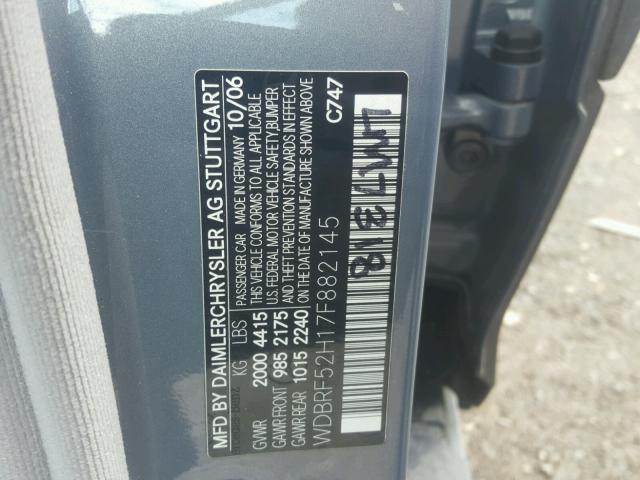 MFD BY DAIMLERCHRYSLER AG STUTTGART
PASSENGER CAR MADE IN GERMANY 10/06
KG LBS THIS VEHICLE CONFORMS TO ALL APPLICABLE
GVWR 2000 4415 U.S. FEDERAL MOTOR VEHICLE SAFETY,BUMPER
GAWR FRONT 985 2175 AND THEFT PREVENTION STANDARDS IN EFFECT
GAWR REAR 1015 2240 ON THE DATE OF MANUFACTURE SHOWN ABOVE.
WDBRF52H17F882145 C747